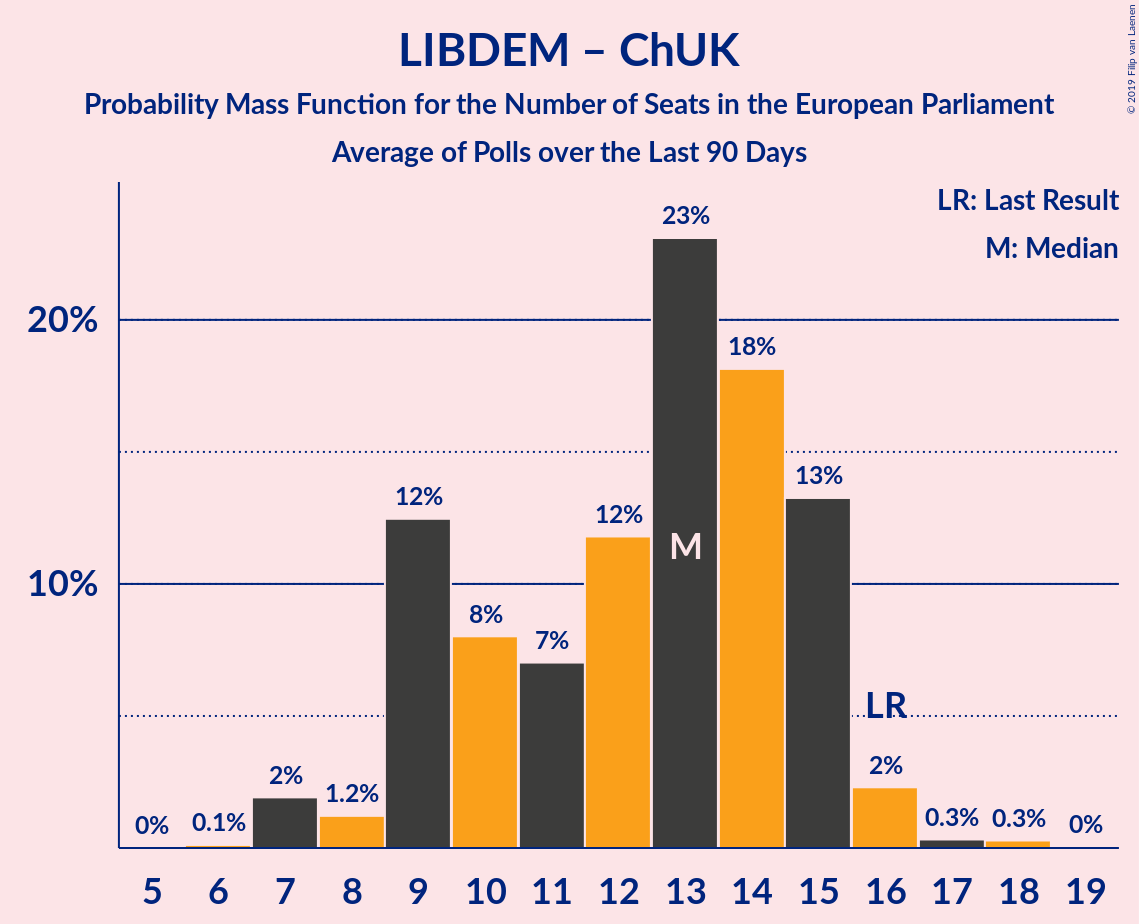 LIBDEM – ChUK
Probability Mass Function for the Number of Seats in the European Parliament
Average of Polls over the Last 90 Days
© 2019 Filip van Laenen
LR: Last Result
M: Median
23%
20%
18%
13%
12%
12%
M
10%
8%
7%
LR
2%
1.2%
2%
0%
0.1%
0.3%
0.3%
0%
5 6 7 8 9 10 11 12 13 14 15 16 17 18 19